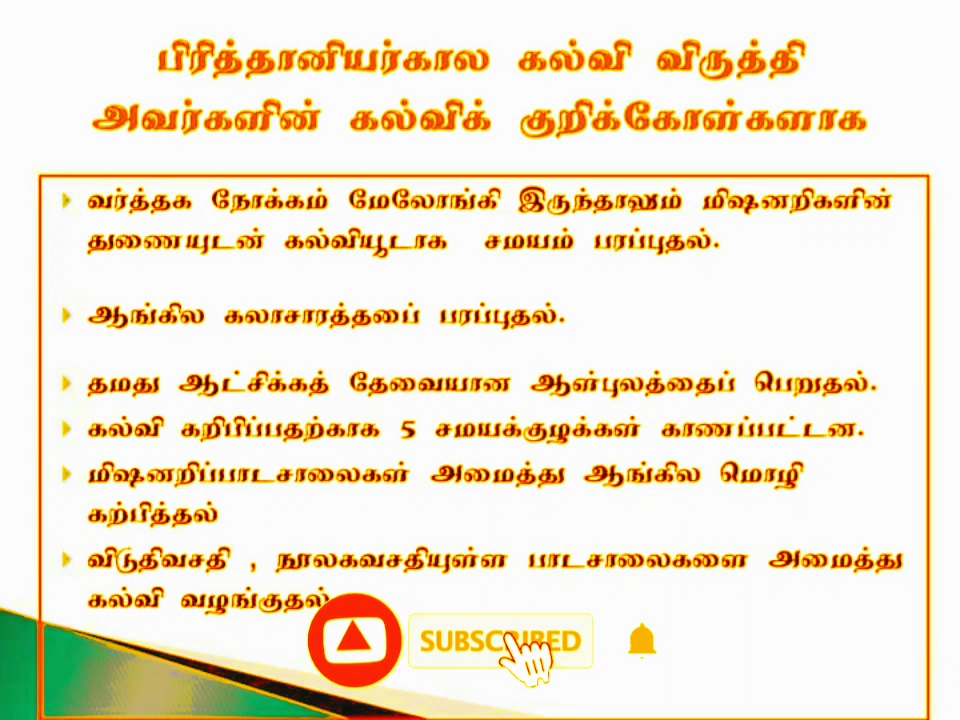 பிரித்தானியர்கால கல்வி விருத்தி
அவர்களின் கல்விக் குறிக்கோள்களாக
வர்த்தக நோக்கம் மேலோங்கி இருந்தாலும் மிஷனறிகளின்
துணையுடன் கல்வியூடாக சமயம் பரப்புதல்.
ஆங்கில கலாசாரத்தைப் பரப்புதல்.
தமது ஆட்சிக்குத் தேவையான ஆள்புலத்தைப் பெறுதல்.
கல்வி கறிபிப்பதற்காக 5 சமயக்குழுக்கள் காணப்பட்டன.
மிஷனறிப்பாடசாலைகள் அமைத்து ஆங்கில மொழி
கற்பித்தல்
விடுதிவசதி , நூலகவசதியுள்ள பாடசாலைகளை அமைத்து
கல்வி வழங்குதல்
SUBSCRIBED